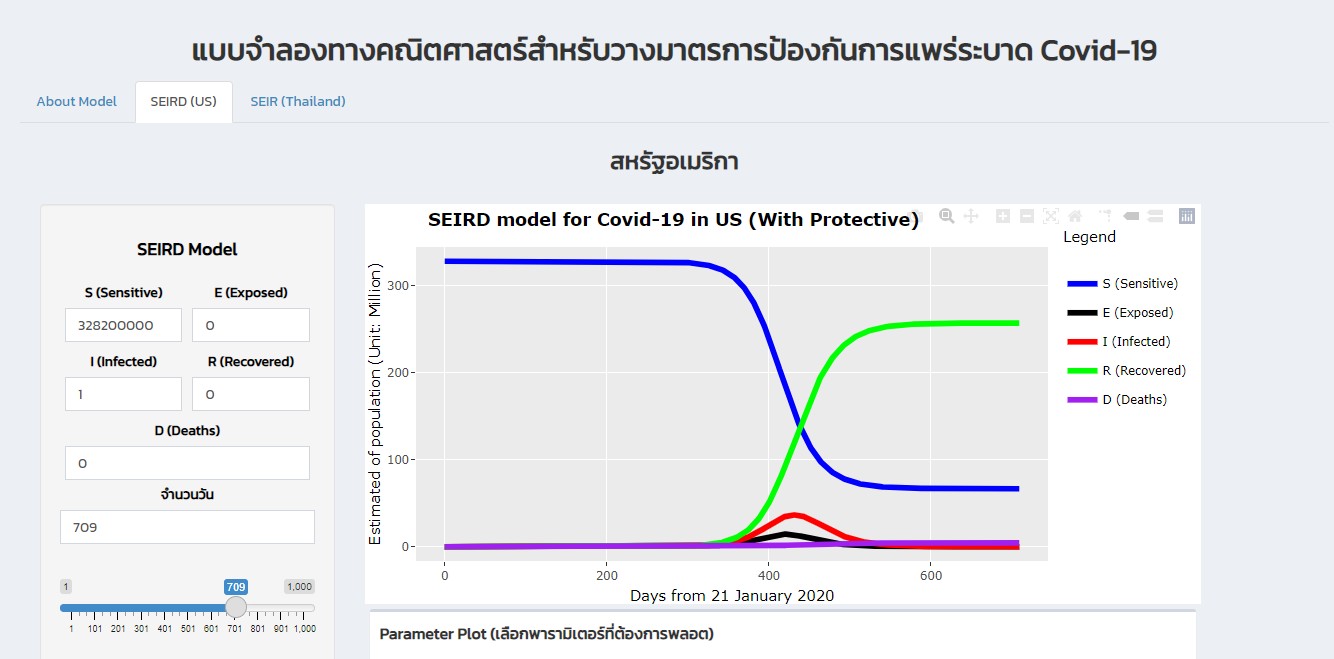 แบบจำลองทางคณิตศาสตร์สำหรับวางมาตรการป้องกันการแพร่ระบาด Covid-19
About Model SEIRD (US) SEIR (Thailand)
สหรัฐอเมริกา
SEIRD Model
S (Sensitive) E (Exposed)
328200000 0
I (Infected) R (Recovered)
1 0
D (Deaths)
0
จำนวนวัน
709
1 709 1,000
1 101 201 301 401 501 601 701 801 901 1,000
SEIRD model for Covid-19 in US (With Protective)
Legend
S (Sensitive)
E (Exposed)
I (Infected)
R (Recovered)
D (Deaths)
Estimated of population (Unit: Million)
300
200
100
0
0 200 400 600
Days from 21 January 2020
Parameter Plot (เลือกพารามิเตอร์ที่ต้องการพลอต)